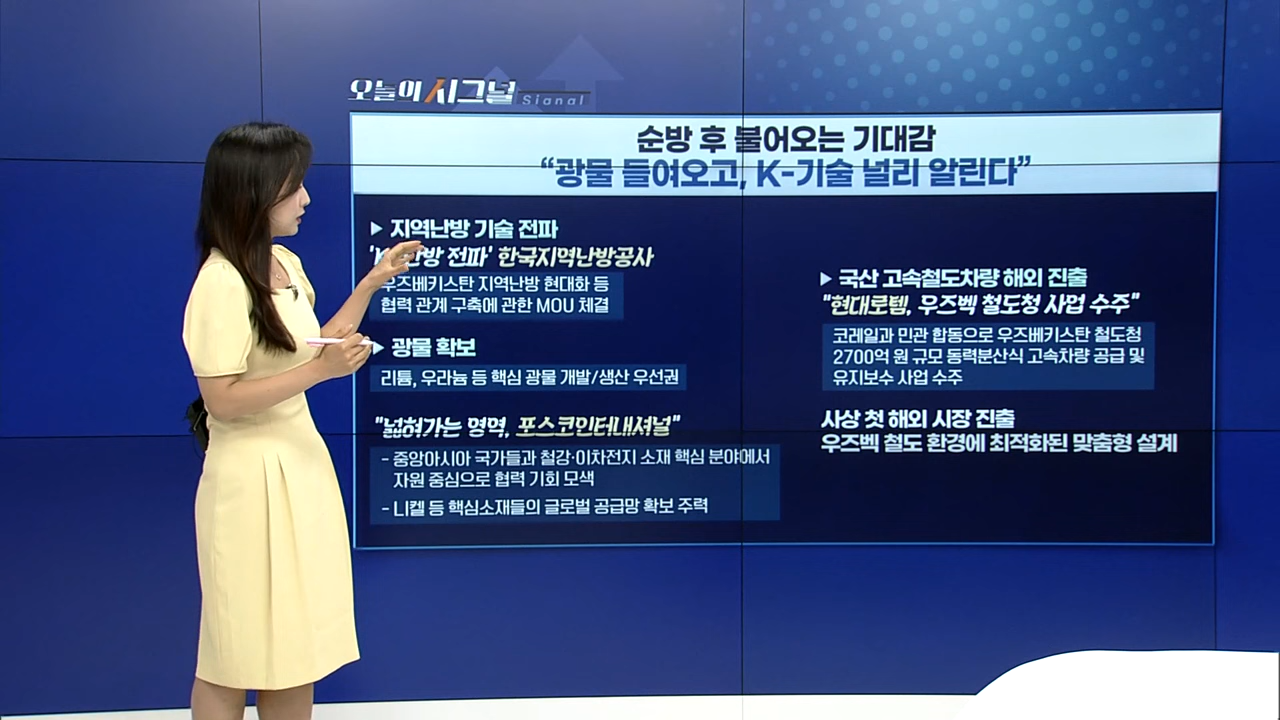 오늘의 시그널 Signal
순방 후 불어오는 기대감
“광물 들여오고, K-기술 널리 알린다”
▶ 지역난방 기술 전파
난방 전파' 한국지역난방공사
우즈베키스탄 지역난방 현대화 등
협력 관계 구축에 관한 MOU 체결
▶ 광물 확보
리튬, 우라늄 등 핵심 광물 개발/생산 우선권
"넓혀가는 영역, 포스코인터내셔널"
- 중앙아시아 국가들과 철강·이차전지 소재 핵심 분야에서
자원 중심으로 협력 기회 모색
- 니켈 등 핵심소재들의 글로벌 공급망 확보 주력
▶ 국산 고속철도차량 해외 진출
"현대로템, 우즈벡 철도청 사업 수주"
코레일과 민관 합동으로 우즈베키스탄 철도청
2700억 원 규모 동력분산식 고속차량 공급 및
유지보수 사업 수주
사상 첫 해외 시장 진출
우즈벡 철도 환경에 최적화된 맞춤형 설계